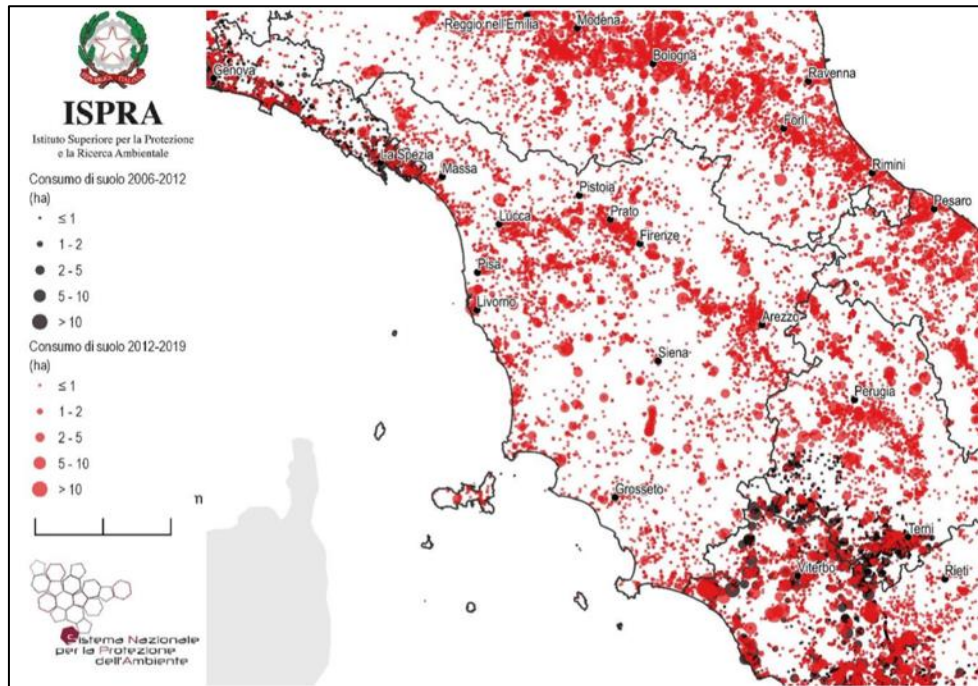 ISPRA
Istituto Superiore per la Protezione
e la Ricerca Ambientale
Consumo di suolo 2006-2012
(ha)
≤ 1
1 - 2
2 - 5
5 - 10
> 10
Consumo di suolo 2012-2019
(ha)
≤ 1
1 - 2
2 - 5
5 - 10
> 10
Sistema Nazionale
per la Protezione
dell'Ambiente
Reggio nell'Emilia
Modena
Bologna
Genova
Ravenna
Forlì
La Spezia
Massa
Rimini
Pistoia
Pesaro
Prato
Lucca
Firenze
Pisa
Livorno
Arezzo
Siena
Perugia
Grosseto
Terni
Viterbo
Rieti